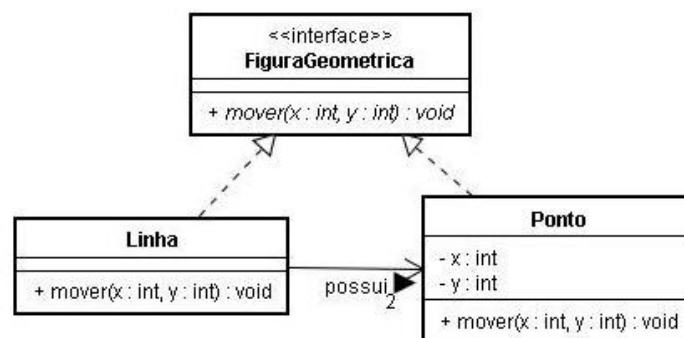 <<interface>>
FiguraGeometrica
+ mover(x : int, y : int) : void
Linha
+ mover(x : int, y : int) : void
possui
2
Ponto
- x : int
- y : int
+ mover(x : int, y : int) : void